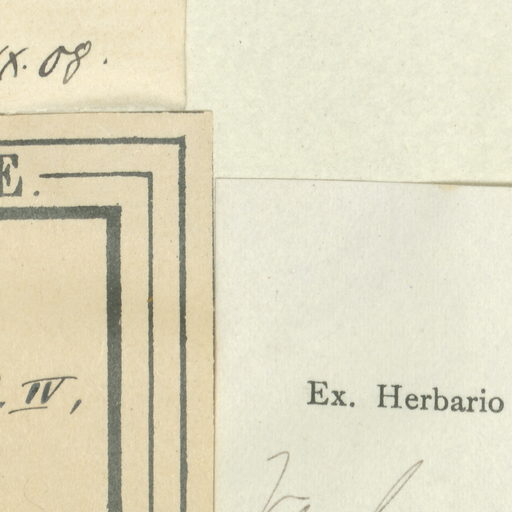 x. 08.
E.
IV,
Ex. Herbario